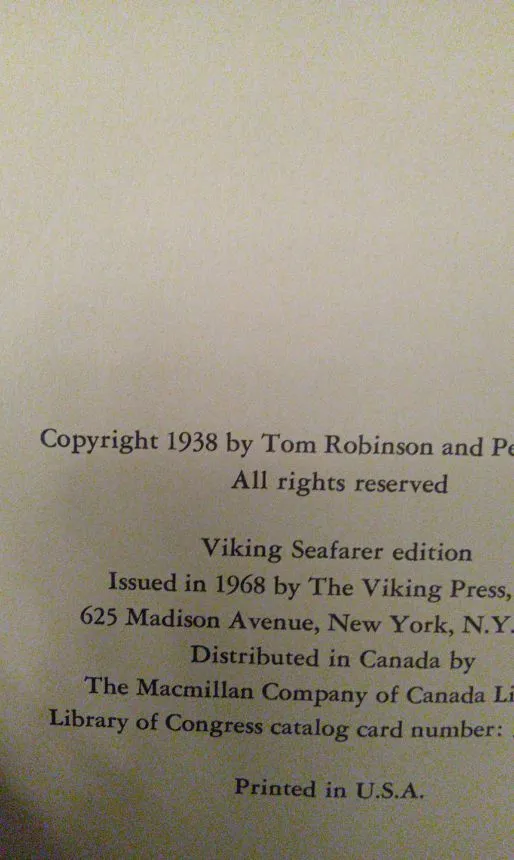 Copyright 1938 by Tom Robinson and Pe
All rights reserved
Viking Seafarer edition
Issued in 1968 by The Viking Press,
625 Madison Avenue, New York, N.Y.
Distributed in Canada by
The Macmillan Company of Canada Li
Library of Congress catalog card number:
Printed in U.S.A.